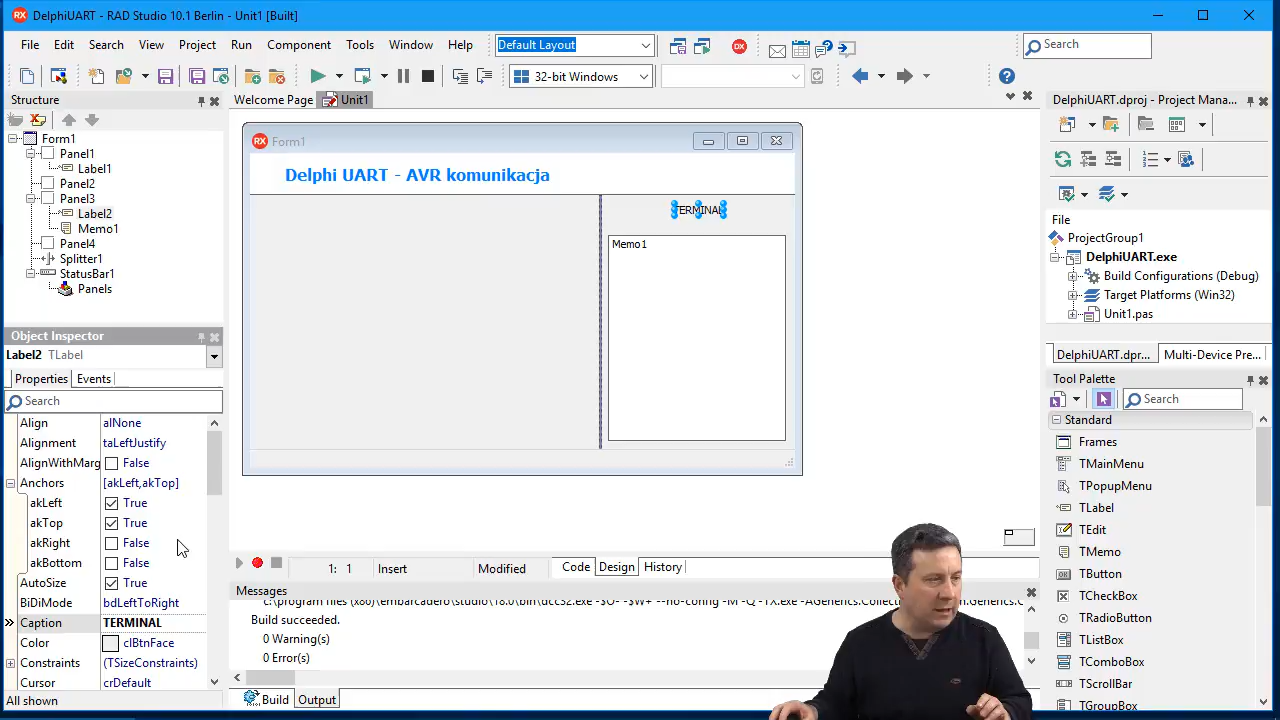 DelphiUART - RAD Studio 10.1 Berlin - Unit1 [Built]
File Edit Search View Project Run Component Tools Window Help
Default Layout
Search
32-bit Windows
Structure
Form1
Panel1
Label1
Panel2
Panel3
Label2
Memo1
Panel4
Splitter1
StatusBar1
Panels
Object Inspector
Label2 TLabel
Properties Events
Search
Align alNone
Alignment taLeftJustify
AlignWithMarg False
Anchors [akLeft,akTop]
akLeft True
akTop True
akRight False
akBottom False
AutoSize True
BiDiMode bdLeftToRight
Caption TERMINAL
Color clBtnFace
Constraints (TSizeConstraints)
Cursor crDefault
All shown
Welcome Page Unit1
Form1
Delphi UART - AVR komunikacja
TERMINAL
Memo1
1: 1 Insert Modified Code Design History
Messages
Build succeeded.
0 Warning(s)
0 Error(s)
Build Output
DelphiUART.dproj - Project Mana...
File
ProjectGroup1
DelphiUART.exe
Build Configurations (Debug)
Target Platforms (Win32)
Unit1.pas
DelphiUART.dpr... Multi-Device Pre...
Tool Palette
Search
Standard
Frames
TMainMenu
TPopupMenu
TLabel
TEdit
TMemo
TButton
TCheckBox
TRadioButton
TListBox
TComboBox
TScrollBar
TGroupBox